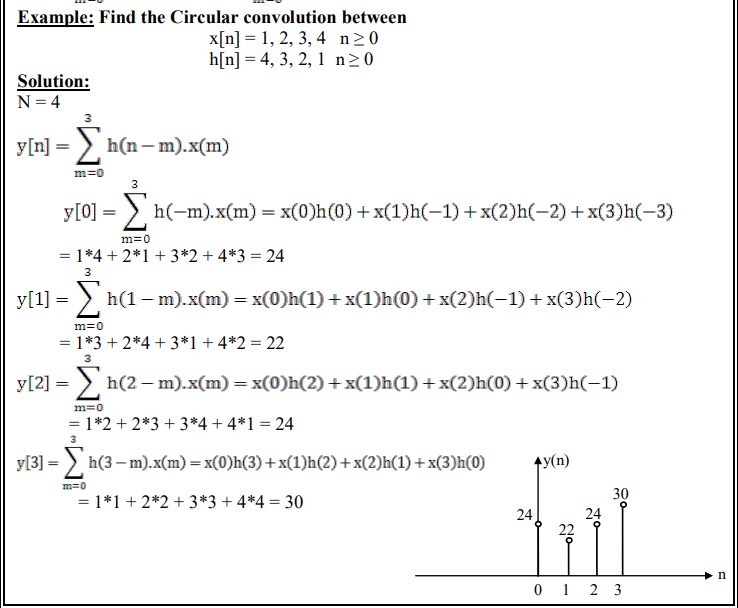 Example: Find the Circular convolution between
x[n] = 1, 2, 3, 4 n ≥ 0
h[n] = 4, 3, 2, 1 n ≥ 0
Solution:
N = 4
y[n] = ∑_{m=0}^{3} h(n − m).x(m)
y[0] = ∑_{m=0}^{3} h(−m).x(m) = x(0)h(0) + x(1)h(−1) + x(2)h(−2) + x(3)h(−3)
= 1*4 + 2*1 + 3*2 + 4*3 = 24
y[1] = ∑_{m=0}^{3} h(1 − m).x(m) = x(0)h(1) + x(1)h(0) + x(2)h(−1) + x(3)h(−2)
= 1*3 + 2*4 + 3*1 + 4*2 = 22
y[2] = ∑_{m=0}^{3} h(2 − m).x(m) = x(0)h(2) + x(1)h(1) + x(2)h(0) + x(3)h(−1)
= 1*2 + 2*3 + 3*4 + 4*1 = 24
y[3] = ∑_{m=0}^{3} h(3 − m).x(m) = x(0)h(3) + x(1)h(2) + x(2)h(1) + x(3)h(0)
= 1*1 + 2*2 + 3*3 + 4*4 = 30
y(n)
24 22 24 30
n
0 1 2 3